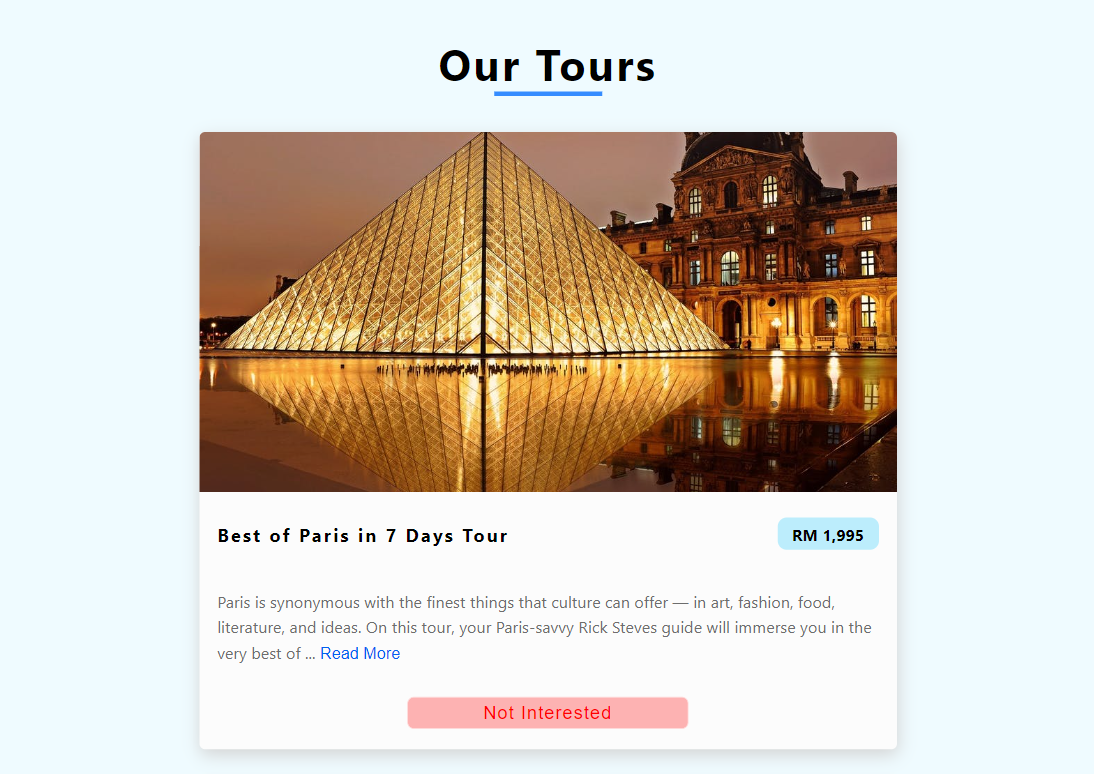 Our Tours
Best of Paris in 7 Days Tour
RM 1,995
Paris is synonymous with the finest things that culture can offer — in art, fashion, food,
literature, and ideas. On this tour, your Paris-savvy Rick Steves guide will immerse you in the
very best of ... Read More
Not Interested